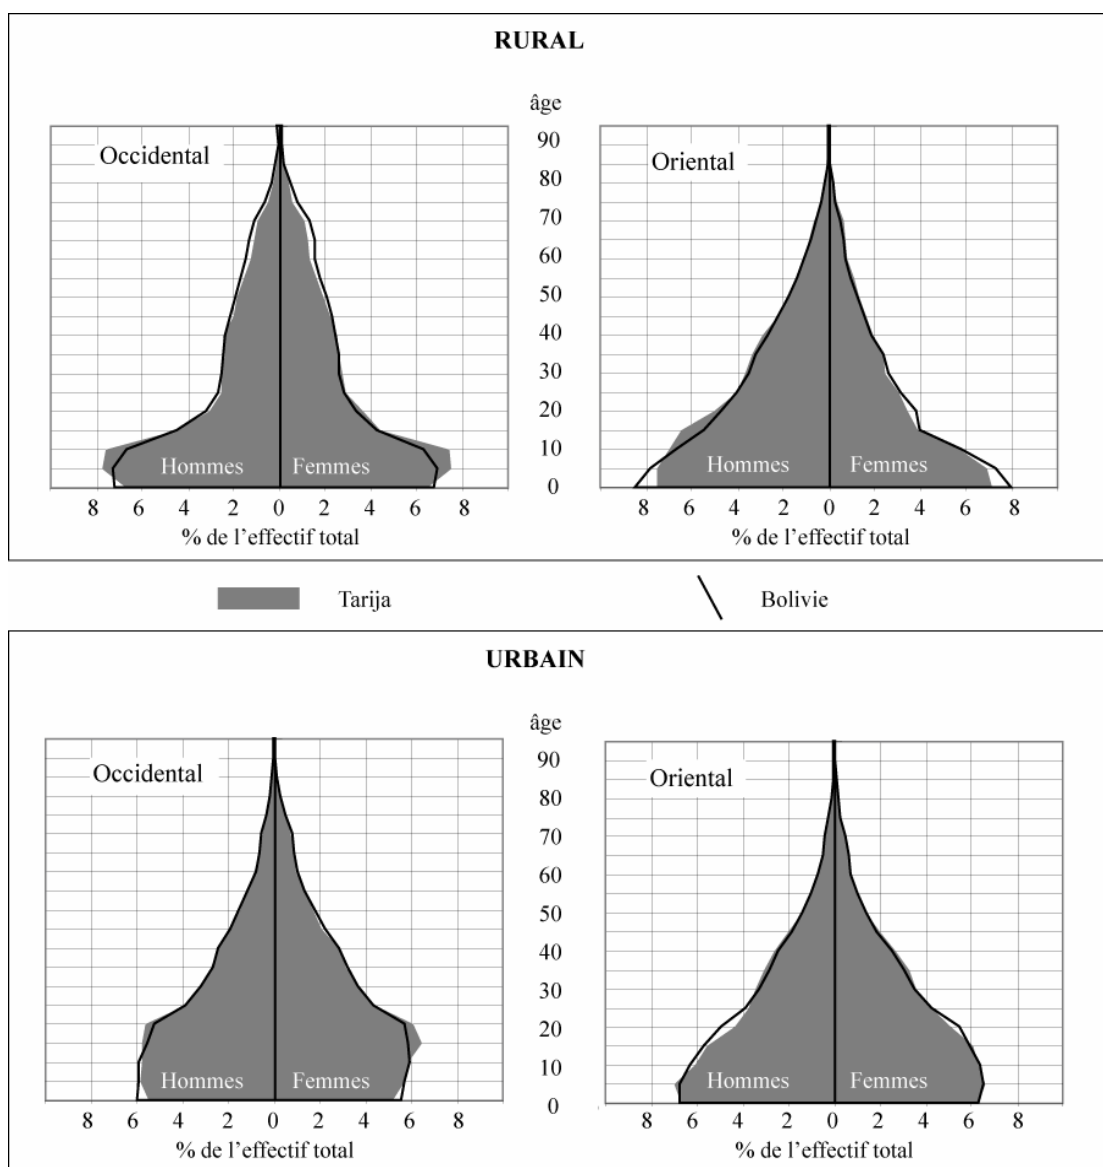 RURAL
âge
Occidental
Oriental
90
80
70
60
50
40
30
20
10
0
Hommes Femmes
Hommes Femmes
8 6 4 2 0 2 4 6 8
8 6 4 2 0 2 4 6 8
% de l’effectif total
% de l’effectif total
Tarija
Bolivie
URBAIN
âge
Occidental
Oriental
90
80
70
60
50
40
30
20
10
0
Hommes Femmes
Hommes Femmes
8 6 4 2 0 2 4 6 8
8 6 4 2 0 2 4 6 8
% de l’effectif total
% de l’effectif total